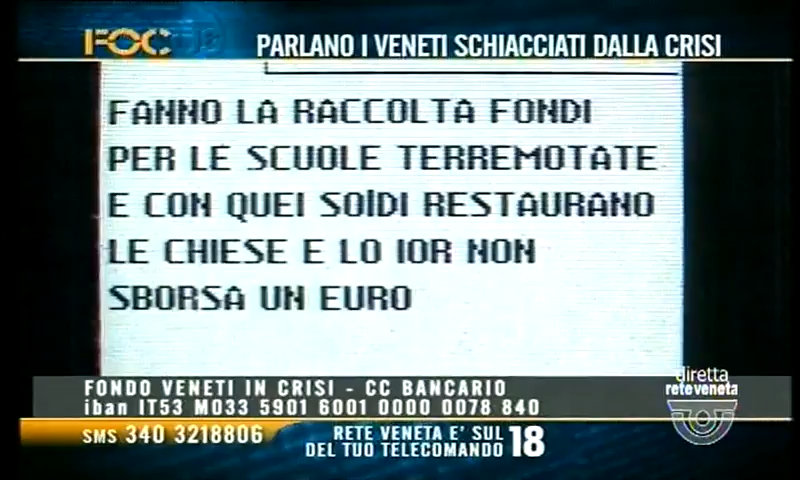 FOC
PARLANO I VENETI SCHIACCIATI DALLA CRISI
FANNO LA RACCOLTA FONDI
PER LE SCUOLE TERREMOTATE
E CON QUEI SOlDI RESTAURANO
LE CHIESE E LO IOR NON
SBORSA UN EURO
FONDO VENETI IN CRISI - CC BANCARIO
iban IT53 M033 5901 6001 0000 0078 840
diretta
reteveneta
SMS 340 3218806
RETE VENETA E' SUL 18
DEL TUO TELECOMANDO